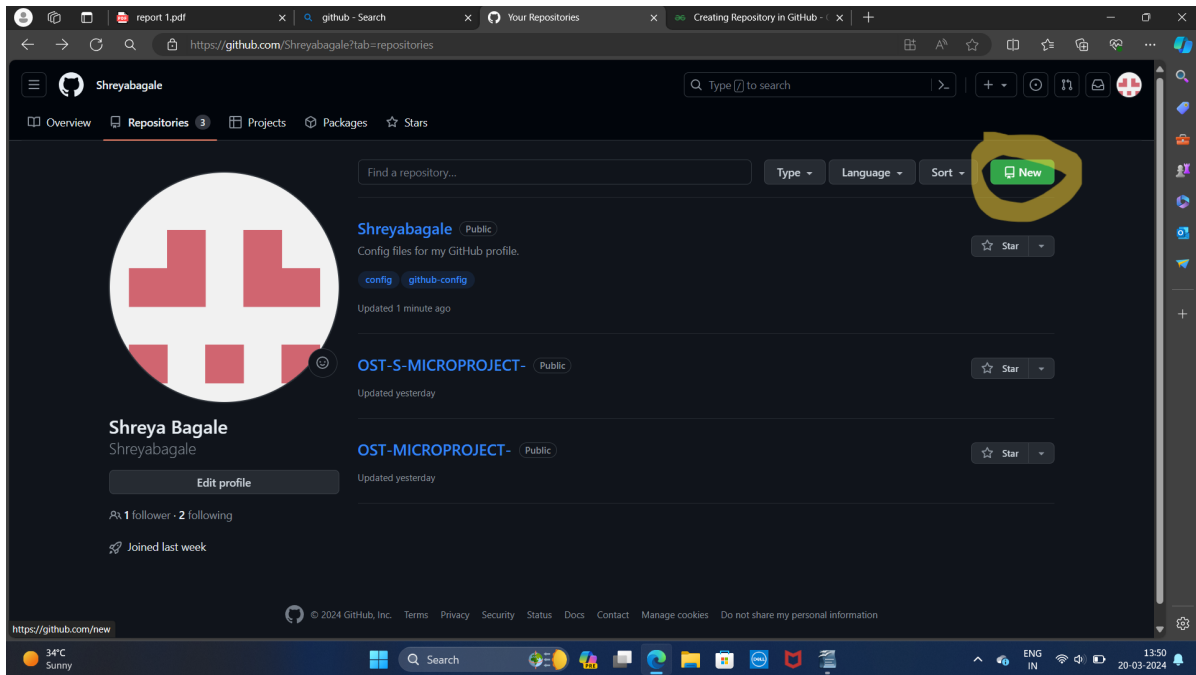 report 1.pdf
github - Search
Your Repositories
Creating Repository in GitHub -
https://github.com/Shreyabagale?tab=repositories
Shreyabagale
Type / to search
Overview
Repositories 3
Projects
Packages
Stars
Find a repository...
Type
Language
Sort
New
Shreyabagale Public
Config files for my GitHub profile.
config github-config
Updated 1 minute ago
Star
OST-S-MICROPROJECT- Public
Updated yesterday
Star
OST-MICROPROJECT- Public
Updated yesterday
Star
Shreya Bagale
Shreyabagale
Edit profile
1 follower · 2 following
Joined last week
© 2024 GitHub, Inc. Terms Privacy Security Status Docs Contact Manage cookies Do not share my personal information
https://github.com/new
34°C
Sunny
Search
PRE
DELL
ENG
IN
13:50
20-03-2024